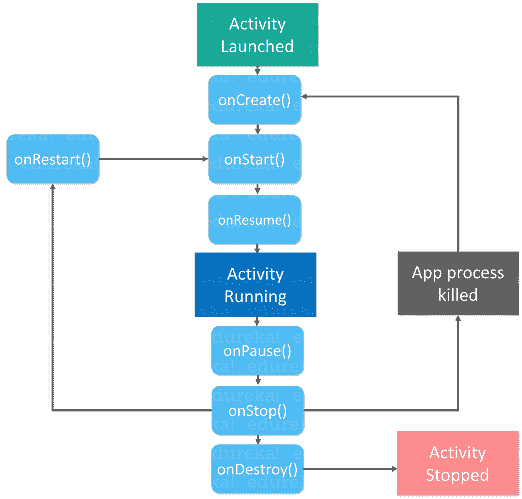 Activity
Launched
onCreate()
onRestart()
onStart()
onResume()
Activity
Running
App process
killed
onPause()
onStop()
onDestroy()
Activity
Stopped